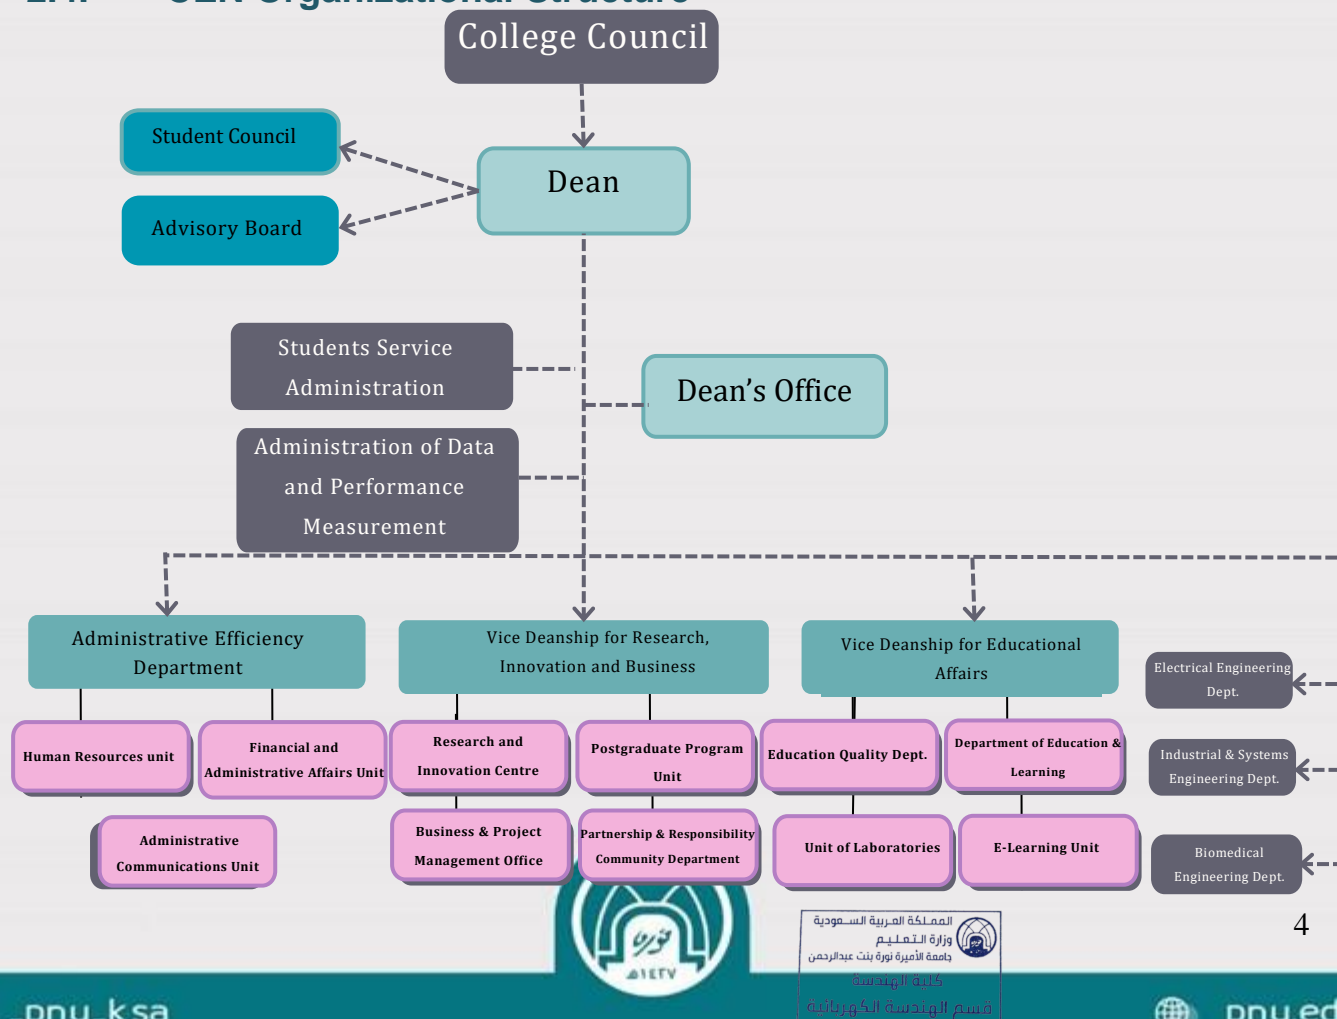 College Council
Student Council
Dean
Advisory Board
Students Service
Administration
Dean’s Office
Administration of Data
and Performance
Measurement
Administrative Efficiency
Department
Vice Deanship for Research,
Innovation and Business
Vice Deanship for Educational
Affairs
Electrical Engineering
Dept.
Industrial & Systems
Engineering Dept.
Biomedical
Engineering Dept.
Human Resources unit
Financial and
Administrative Affairs Unit
Research and
Innovation Centre
Postgraduate Program
Unit
Education Quality Dept.
Department of Education &
Learning
Administrative
Communications Unit
Business & Project
Management Office
Partnership & Responsibility
Community Department
Unit of Laboratories
E-Learning Unit
4
المملكة العربية السعودية
وزارة التعليم
جامعة الأميرة نورة بنت عبدالرحمن
كلية الهندسة
قسم الهندسة الكهربائية
١٤٣٧هـ
pnu_ksa
pnu.ed